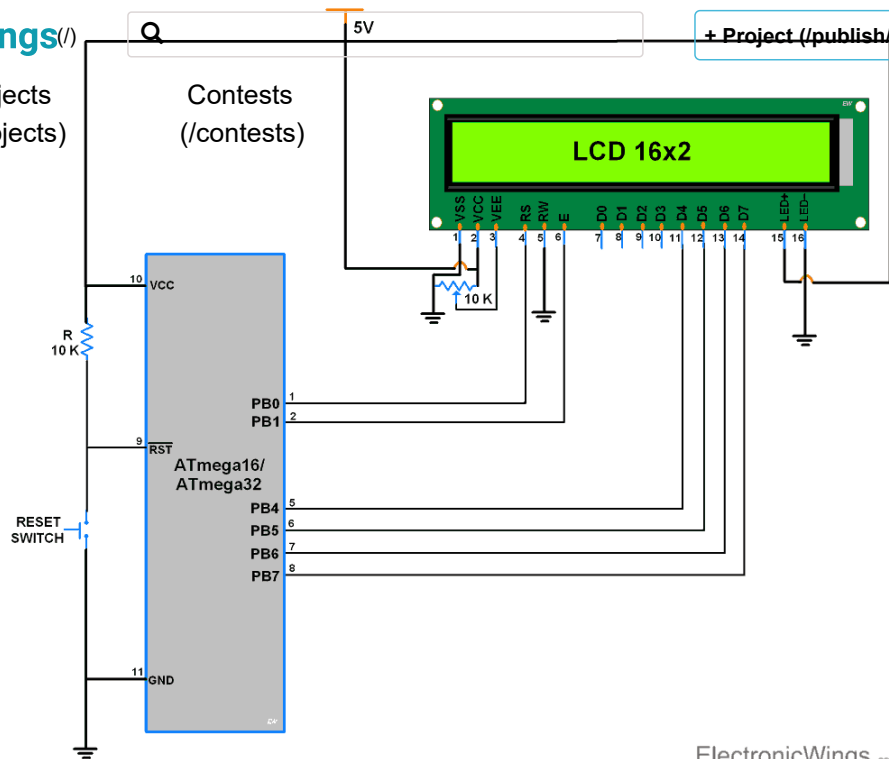 ngs(/)
5V
+ Project (/publish/
jects
Contests
jects)
(/contests)
EW
LCD 16x2
VSS VCC VEE RS RW E D0 D1 D2 D3 D4 D5 D6 D7 LED+ LED-
1 2 3 4 5 6 7 8 9 10 11 12 13 14 15 16
10 K
10 VCC
R
10 K
PB0 1
PB1 2
9 RST
ATmega16/
ATmega32
PB4 5
RESET
SWITCH
PB5 6
PB6 7
PB7 8
11 GND
ElectronicWings